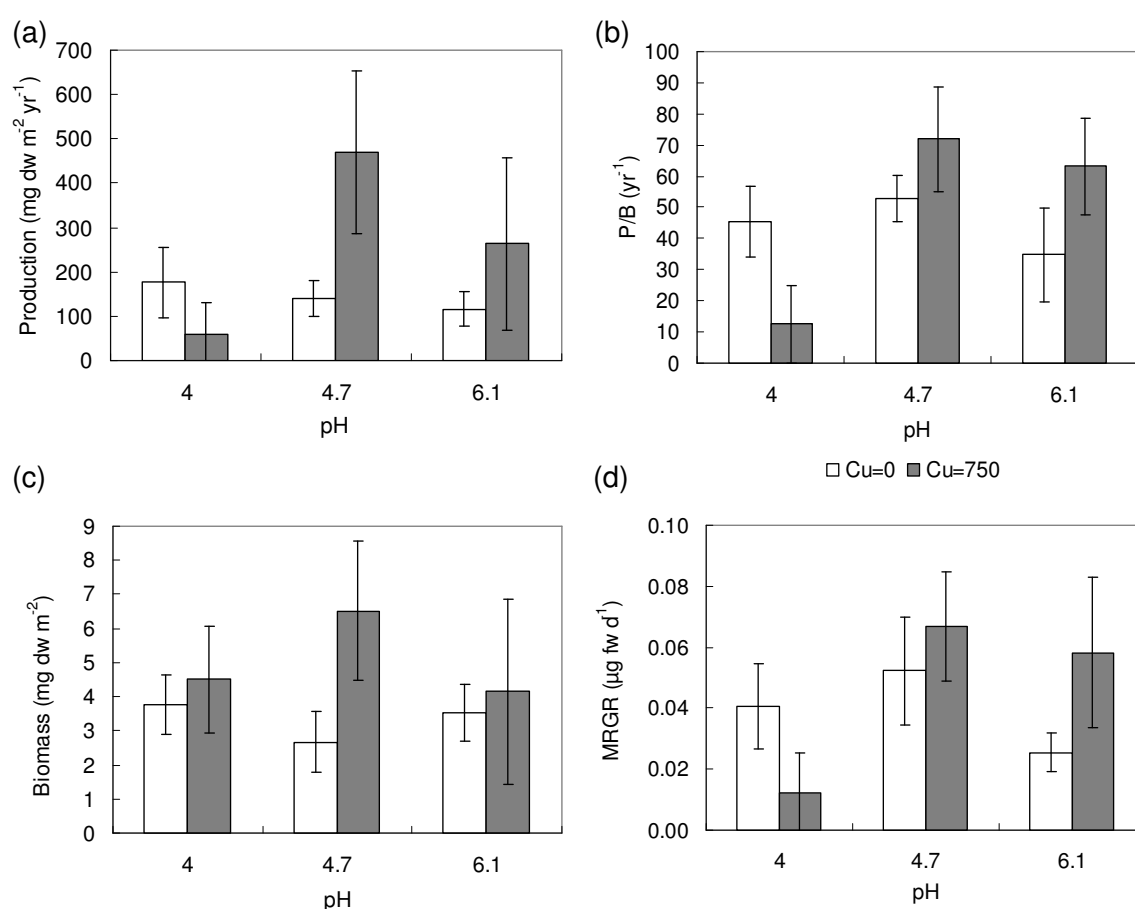 (a)
Production (mg dw m-2 yr-1)
700
600
500
400
300
200
100
0
4 4.7 6.1
pH
(b)
P/B (yr-1)
100
90
80
70
60
50
40
30
20
10
0
4 4.7 6.1
pH
Cu=0 Cu=750
(c)
Biomass (mg dw m-2)
9
8
7
6
5
4
3
2
1
0
4 4.7 6.1
pH
(d)
MRGR (µg fw d-1)
0.10
0.08
0.06
0.04
0.02
0.00
4 4.7 6.1
pH